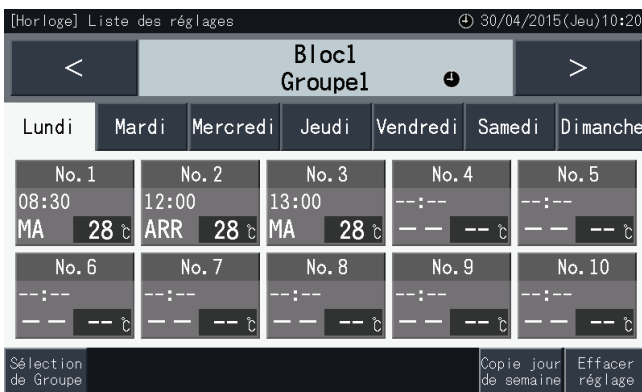 [Horloge] Liste des réglages 30/04/2015(Jeu)10:20
< Bloc1 >
Groupe1
Lundi Mardi Mercredi Jeudi Vendredi Samedi Dimanche
No.1 No.2 No.3 No.4 No.5
08:30 12:00 13:00 --:-- --:--
MA 28℃ ARR 28℃ MA 28℃ -- --℃ -- --℃
No.6 No.7 No.8 No.9 No.10
--:-- --:-- --:-- --:-- --:--
-- --℃ -- --℃ -- --℃ -- --℃ -- --℃
Sélection Copie jour Effacer
de Groupe de semaine réglage